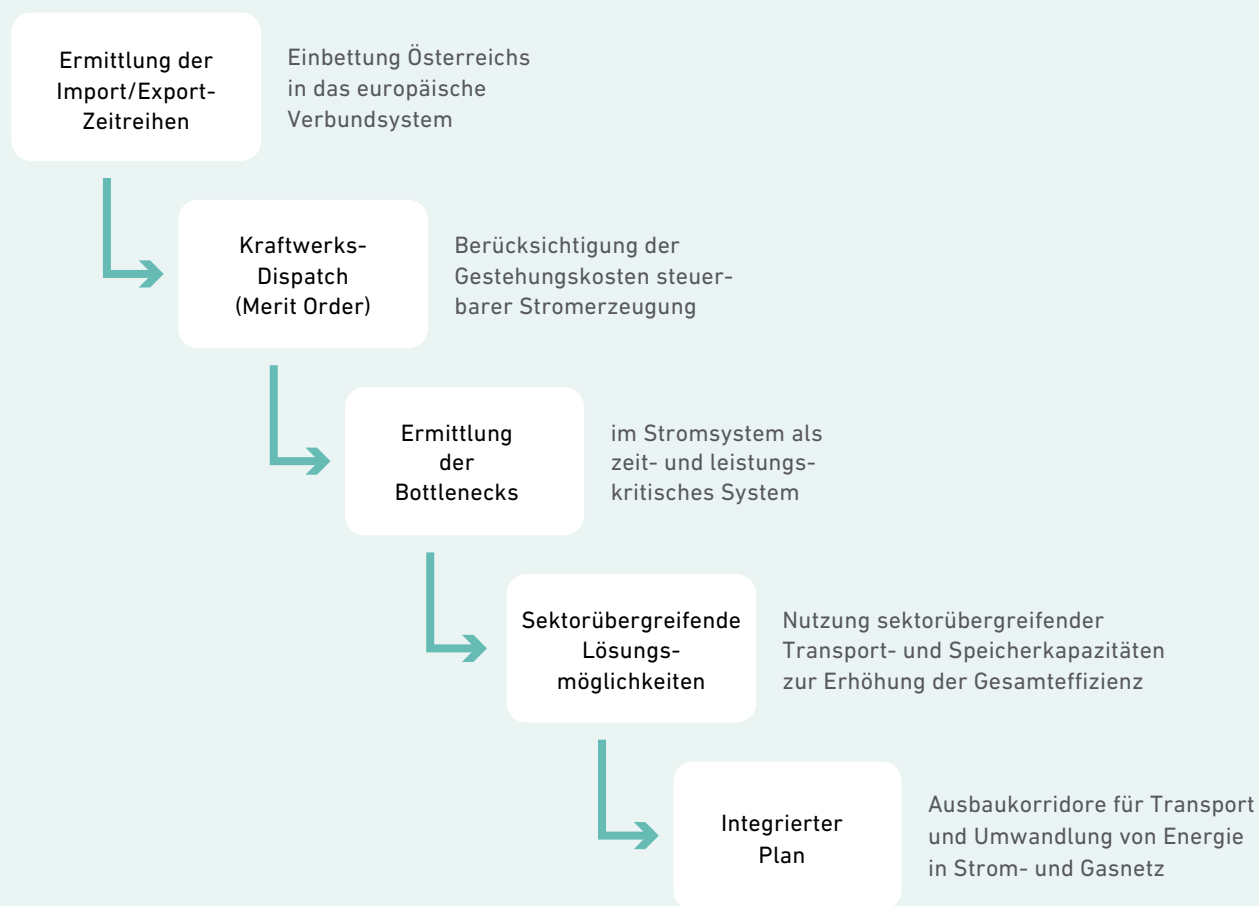 Ermittlung der
Import/Export-
Zeitreihen
Einbettung Österreichs
in das europäische
Verbundsystem
Kraftwerks-
Dispatch
(Merit Order)
Berücksichtigung der
Gestehungskosten steuer-
barer Stromerzeugung
Ermittlung
der
Bottlenecks
im Stromsystem als
zeit- und leistungs-
kritisches System
Sektorübergreifende
Lösungs-
möglichkeiten
Nutzung sektorübergreifender
Transport- und Speicherkapazitäten
zur Erhöhung der Gesamteffizienz
Integrierter
Plan
Ausbaukorridore für Transport
und Umwandlung von Energie
in Strom- und Gasnetz